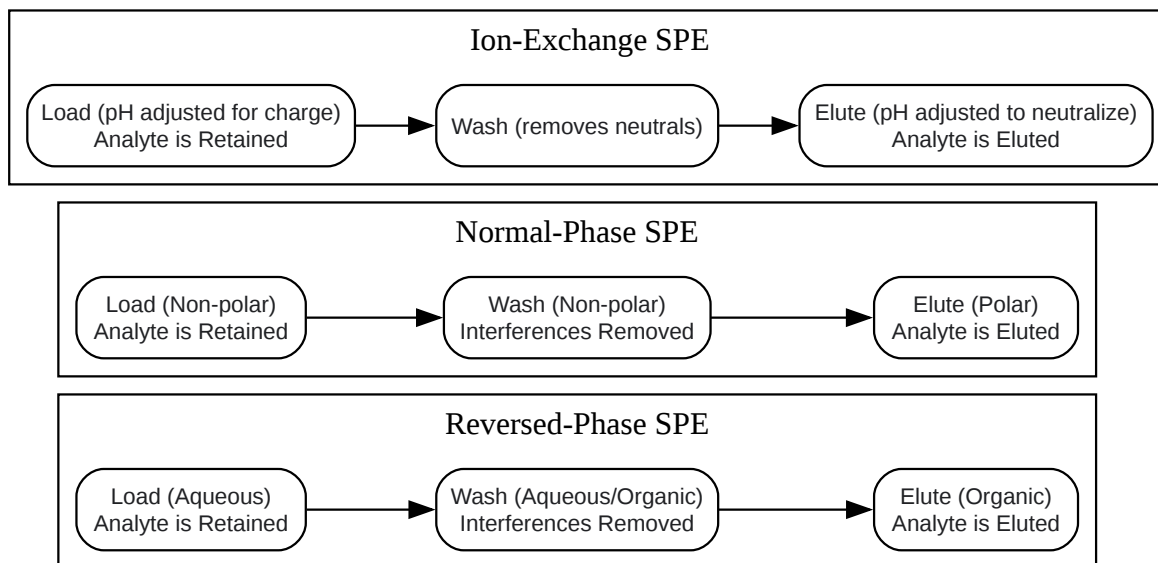 Ion-Exchange SPE
Load (pH adjusted for charge)
Analyte is Retained
Wash (removes neutrals)
Elute (pH adjusted to neutralize)
Analyte is Eluted
Normal-Phase SPE
Load (Non-polar)
Analyte is Retained
Wash (Non-polar)
Interferences Removed
Elute (Polar)
Analyte is Eluted
Reversed-Phase SPE
Load (Aqueous)
Analyte is Retained
Wash (Aqueous/Organic)
Interferences Removed
Elute (Organic)
Analyte is Eluted